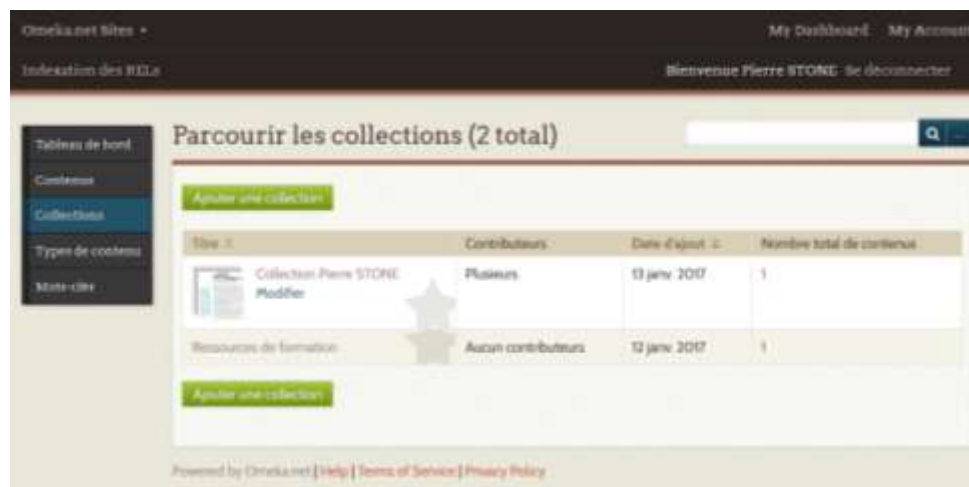 Omeka.net Sites
My Dashboard My Account
Indexation des RELs
Bienvenue Pierre STONE Se déconnecter
Tableau de bord
Contenus
Collections
Types de contenu
Mots-clés
Parcourir les collections (2 total)
Ajouter une collection
Titre Contributeurs Date d'ajout Nombre total de contenus
Collection Pierre STONE Plusieurs 13 janv. 2017 1
Modifier
Ressources de formation Aucun contributeurs 12 janv. 2017 1
Ajouter une collection
Powered by Omeka.net | Help | Terms of Service | Privacy Policy